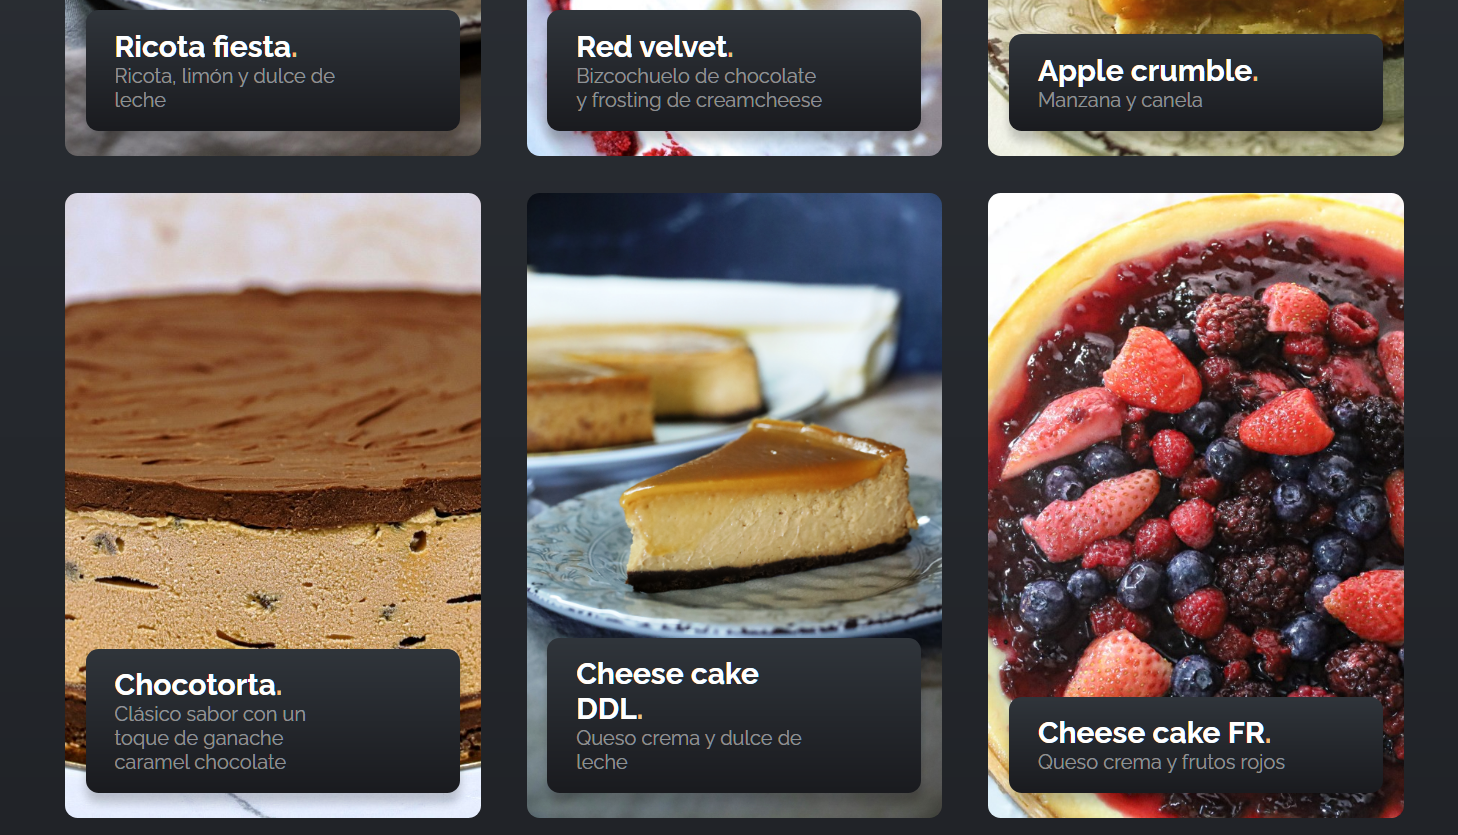 Ricota fiesta.
Ricota, limón y dulce de
leche
Red velvet.
Bizcochuelo de chocolate
y frosting de creamcheese
Apple crumble.
Manzana y canela
Chocotorta.
Clásico sabor con un
toque de ganache
caramel chocolate
Cheese cake
DDL.
Queso crema y dulce de
leche
Cheese cake FR.
Queso crema y frutos rojos